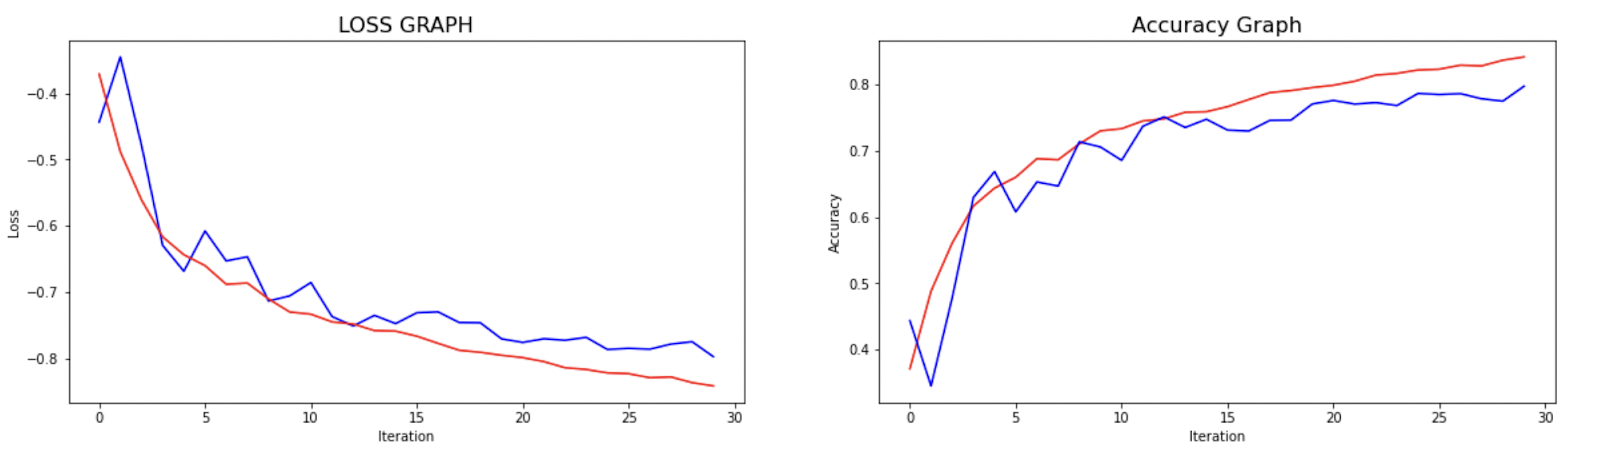 LOSS GRAPH
−0.4
−0.5
−0.6
−0.7
−0.8
Loss
0 5 10 15 20 25 30
Iteration
Accuracy Graph
0.8
0.7
0.6
0.5
0.4
Accuracy
0 5 10 15 20 25 30
Iteration